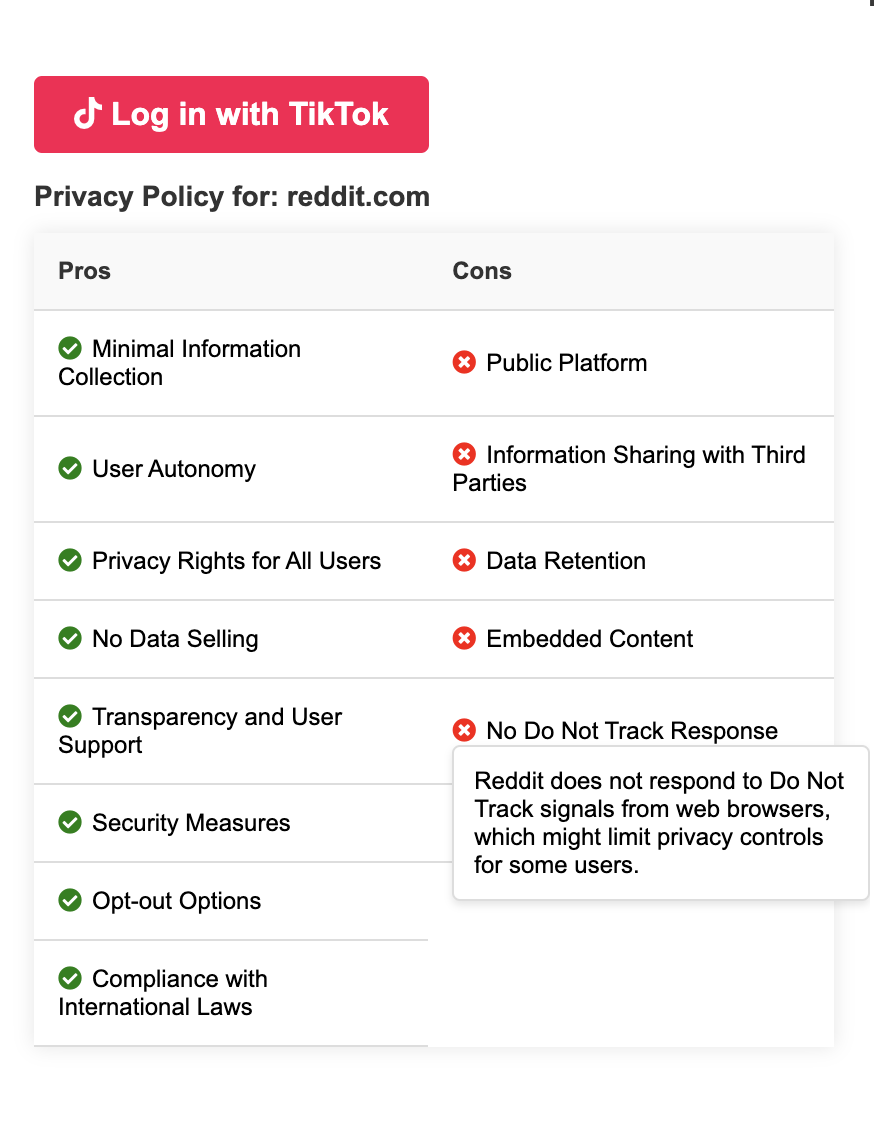 Log in with TikTok
Privacy Policy for: reddit.com
Pros
Cons
Minimal Information
Collection
Public Platform
User Autonomy
Information Sharing with Third
Parties
Privacy Rights for All Users
Data Retention
No Data Selling
Embedded Content
Transparency and User
Support
No Do Not Track Response
Reddit does not respond to Do Not
Track signals from web browsers,
which might limit privacy controls
for some users.
Security Measures
Opt-out Options
Compliance with
International Laws